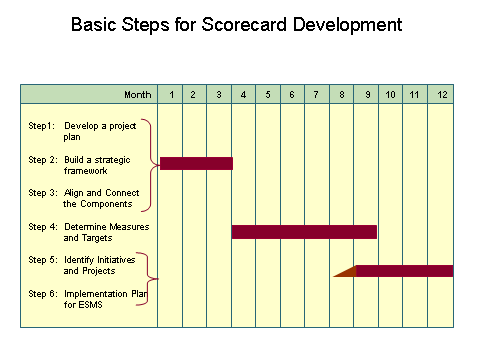 Basic Steps for Scorecard Development
Month 1 2 3 4 5 6 7 8 9 10 11 12
Step1: Develop a project
plan
Step 2: Build a strategic
framework
Step 3: Align and Connect
the Components
Step 4: Determine Measures
and Targets
Step 5: Identify Initiatives
and Projects
Step 6: Implementation Plan
for ESMS